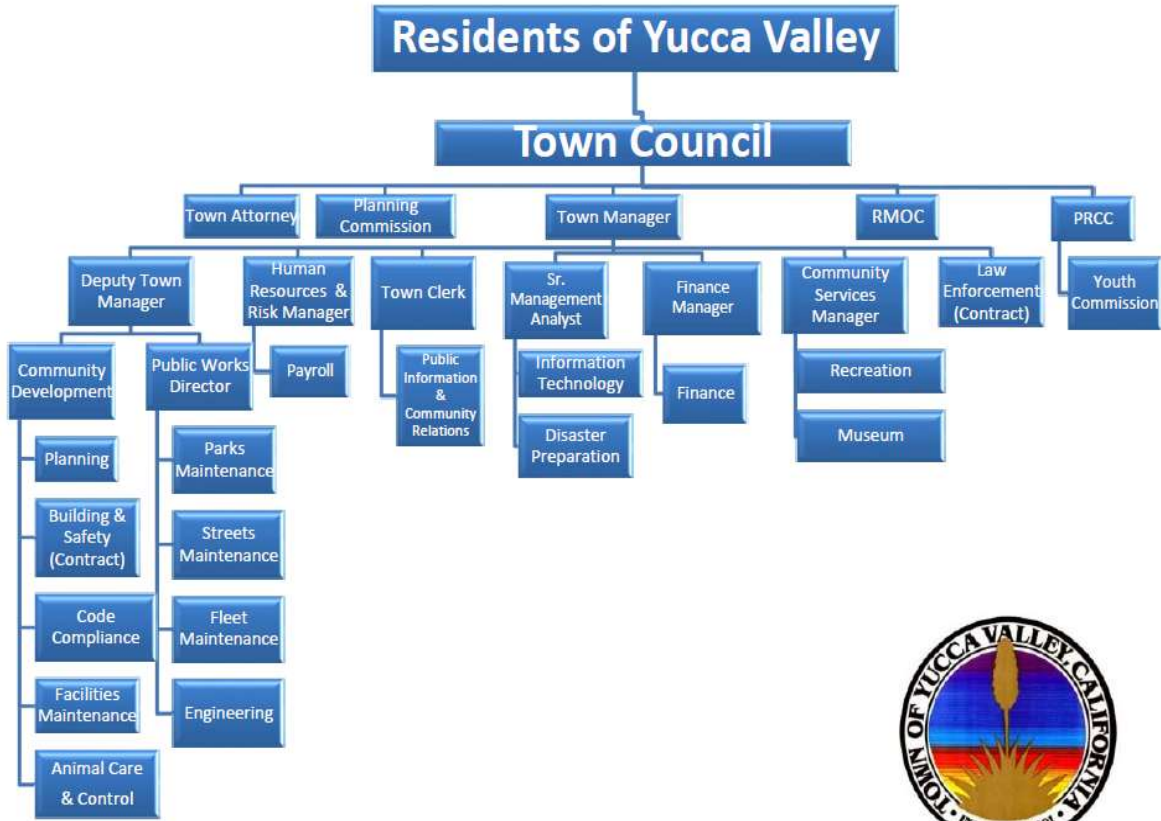 Residents of Yucca Valley
Town Council
Town Attorney
Planning
Commission
Town Manager
RMOC
PRCC
Deputy Town
Manager
Human
Resources &
Risk Manager
Town Clerk
Sr.
Management
Analyst
Finance
Manager
Community
Services
Manager
Law
Enforcement
(Contract)
Youth
Commission
Community
Development
Public Works
Director
Payroll
Public
Information
&
Community
Relations
Information
Technology
Disaster
Preparation
Finance
Recreation
Museum
Planning
Building &
Safety
(Contract)
Code
Compliance
Facilities
Maintenance
Animal Care
& Control
Parks
Maintenance
Streets
Maintenance
Fleet
Maintenance
Engineering
TOWN OF YUCCA VALLEY, CALIFORNIA